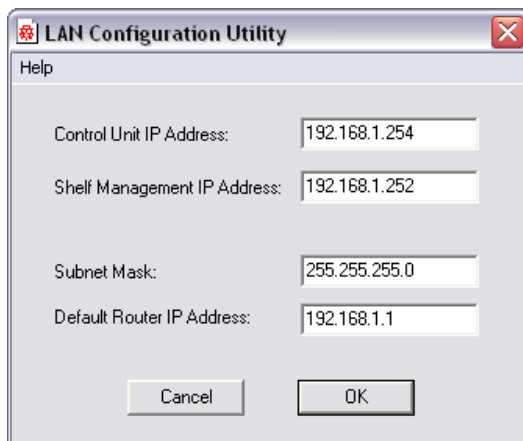 LAN Configuration Utility
Help
Control Unit IP Address: 192.168.1.254
Shelf Management IP Address: 192.168.1.252
Subnet Mask: 255.255.255.0
Default Router IP Address: 192.168.1.1
Cancel OK